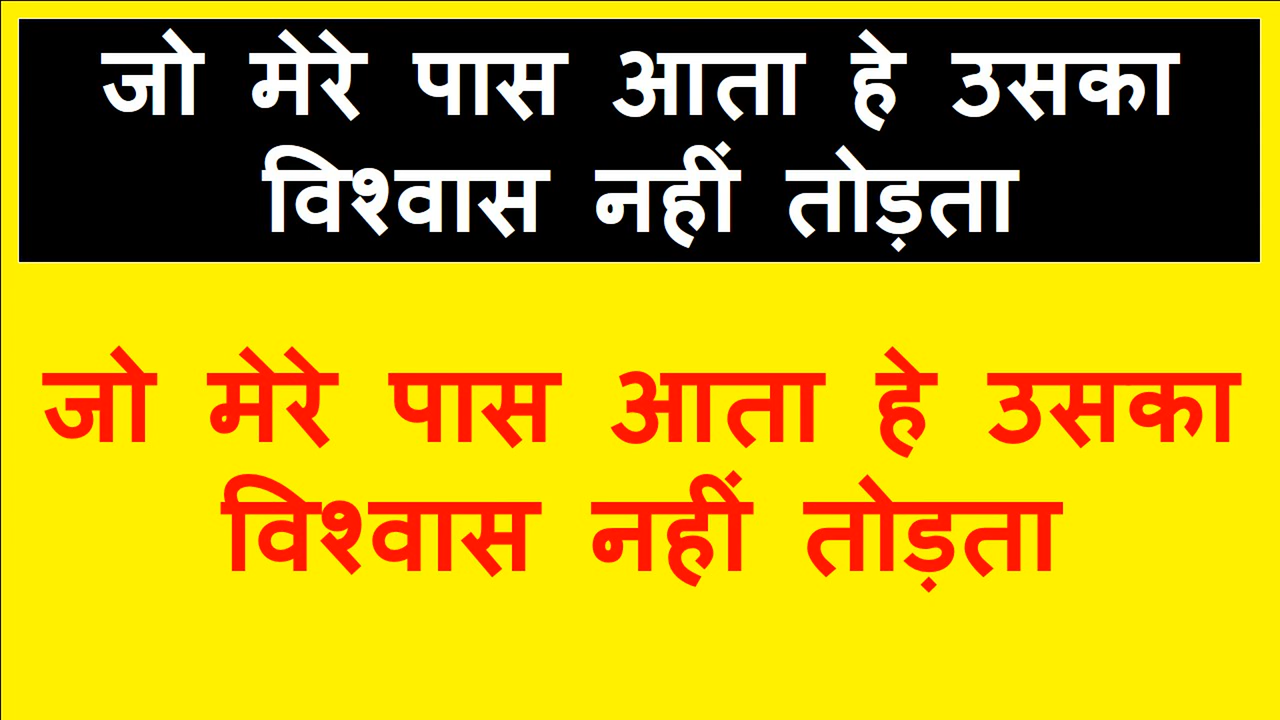 जो मेरे पास आता हे उसका
विश्वास नहीं तोड़ता
जो मेरे पास आता हे उसका
विश्वास नहीं तोड़ता